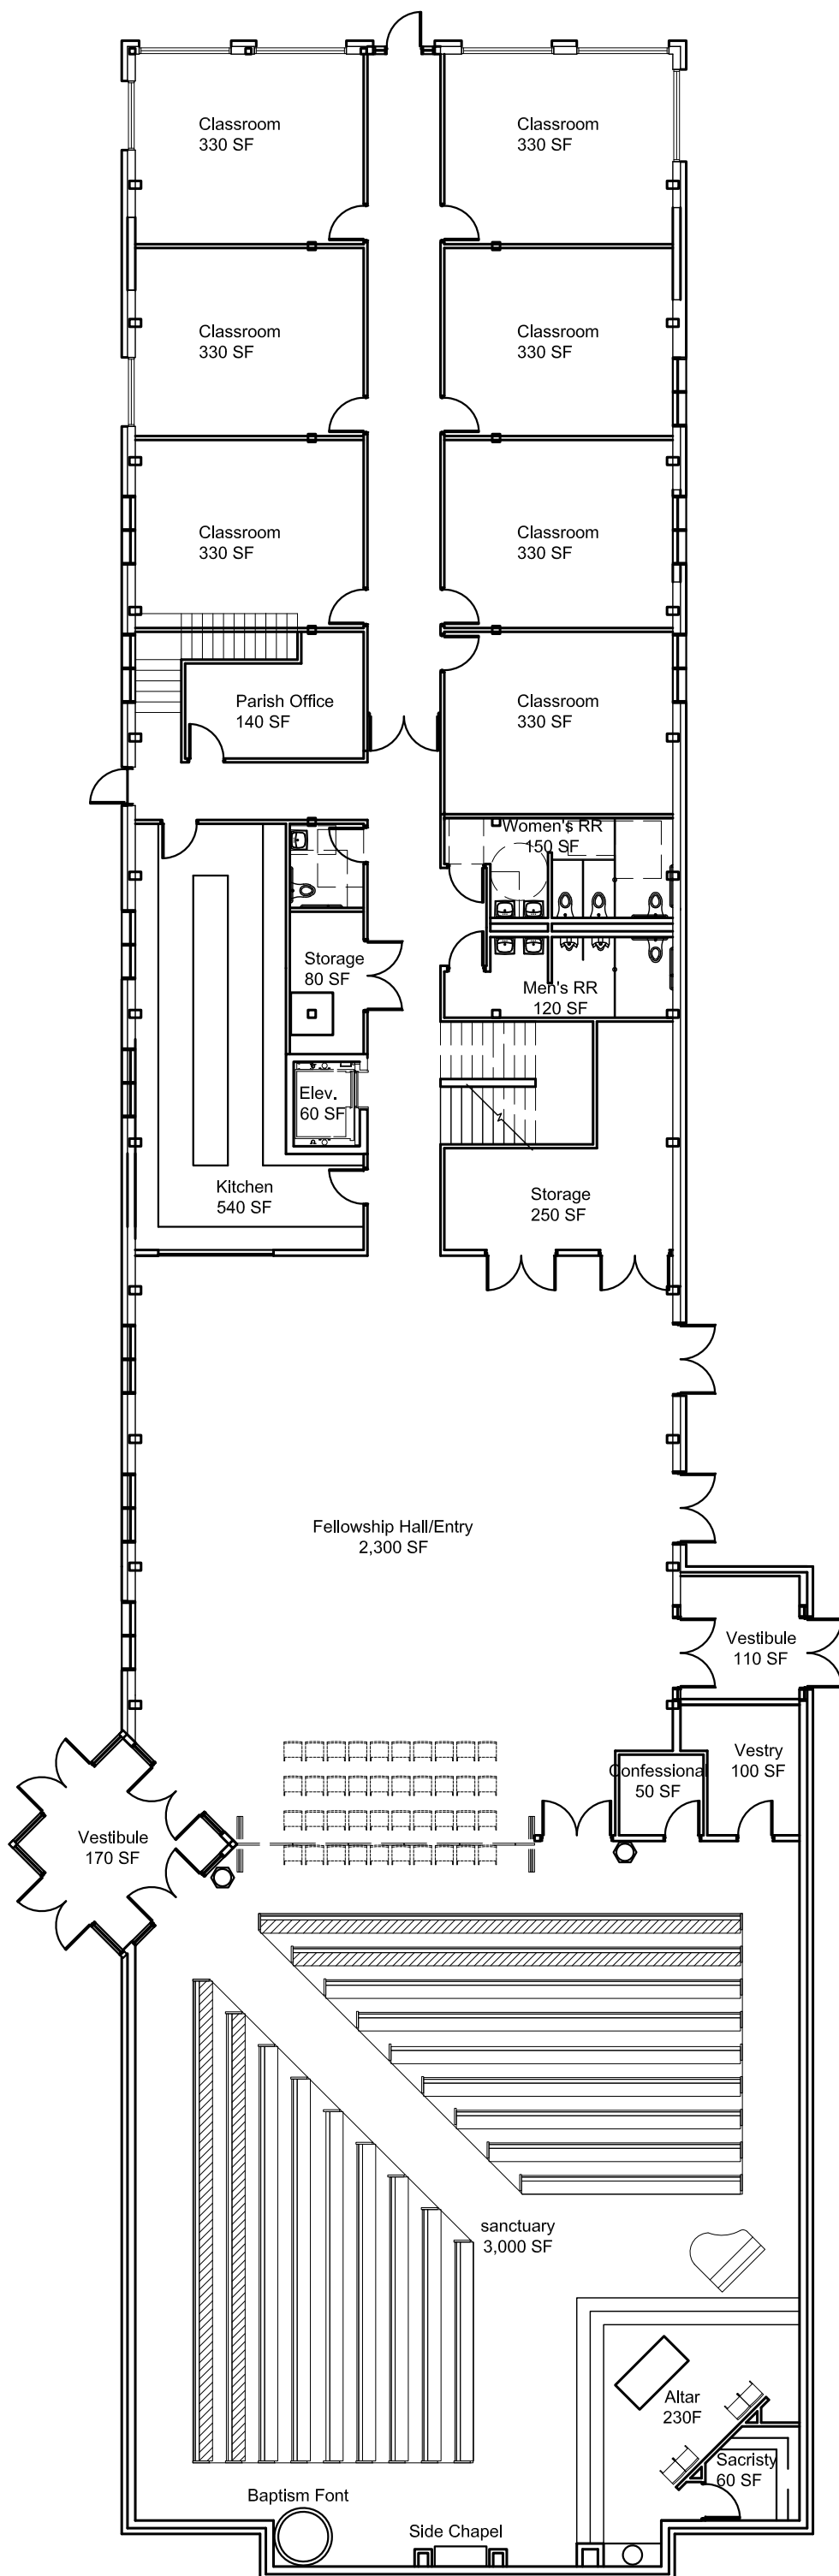 Classroom
330 SF
Classroom
330 SF
Classroom
330 SF
Classroom
330 SF
Classroom
330 SF
Classroom
330 SF
Parish Office
140 SF
Classroom
330 SF
Women's RR
150 SF
Storage
80 SF
Men's RR
120 SF
Elev.
60 SF
Kitchen
540 SF
Storage
250 SF
Fellowship Hall/Entry
2,300 SF
Vestibule
110 SF
Confessional
50 SF
Vestry
100 SF
Vestibule
170 SF
sanctuary
3,000 SF
Altar
230F
Sacristy
60 SF
Baptism Font
Side Chapel